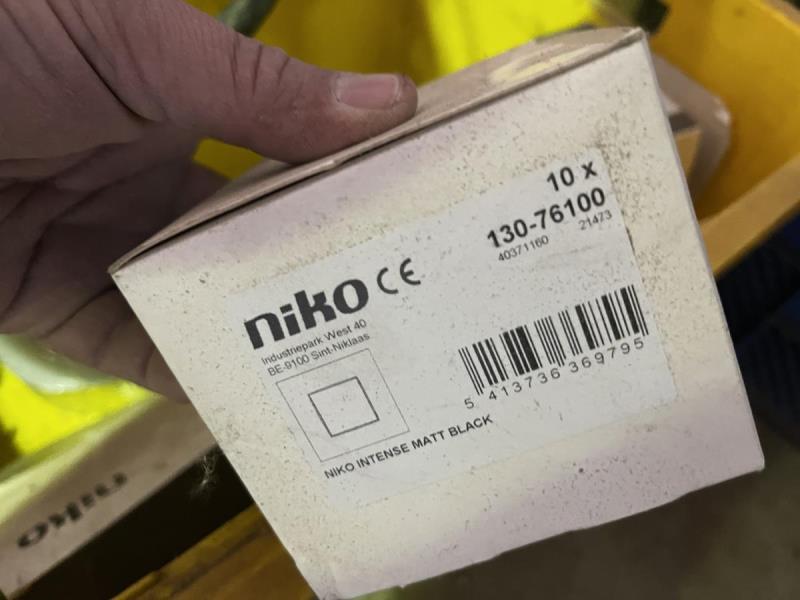 10 x
130-76100
40371160 21473
niko CE
Industriepark West 40
BE-9100 Sint-Niklaas
5 413736 369795
NIKO INTENSE MATT BLACK
niko